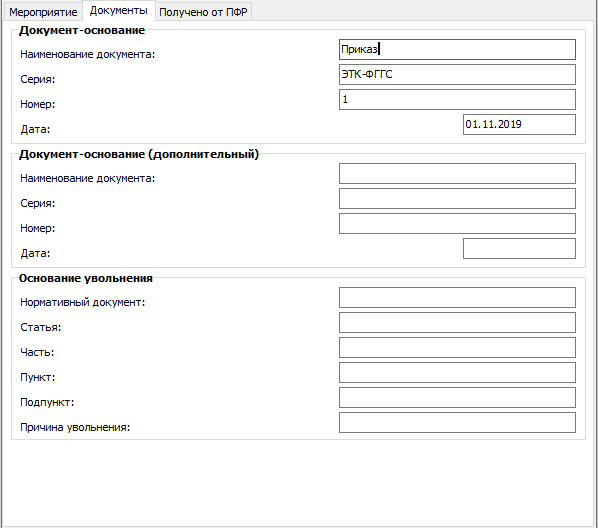 Мероприятие Документы Получено от ПФР
Документ-основание
Наименование документа: Приказ
Серия: ЭТК-ФГГС
Номер: 1
Дата: 01.11.2019
Документ-основание (дополнительный)
Наименование документа:
Серия:
Номер:
Дата:
Основание увольнения
Нормативный документ:
Статья:
Часть:
Пункт:
Подпункт:
Причина увольнения: